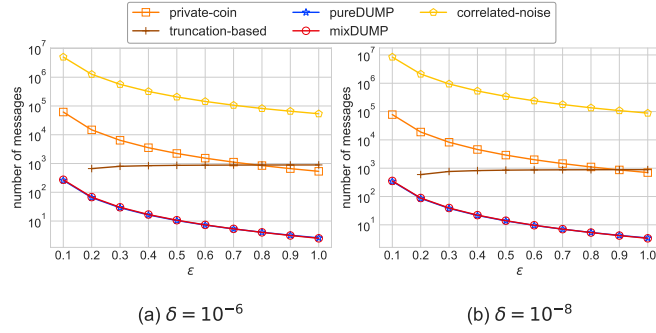 private-coin pureDUMP correlated-noise
truncation-based mixDUMP
number of messages
10^7
10^6
10^5
10^4
10^3
10^2
10^1
0.1 0.2 0.3 0.4 0.5 0.6 0.7 0.8 0.9 1.0
ε
(a) δ = 10^{-6}
number of messages
10^7
10^6
10^5
10^4
10^3
10^2
10^1
0.1 0.2 0.3 0.4 0.5 0.6 0.7 0.8 0.9 1.0
ε
(b) δ = 10^{-8}